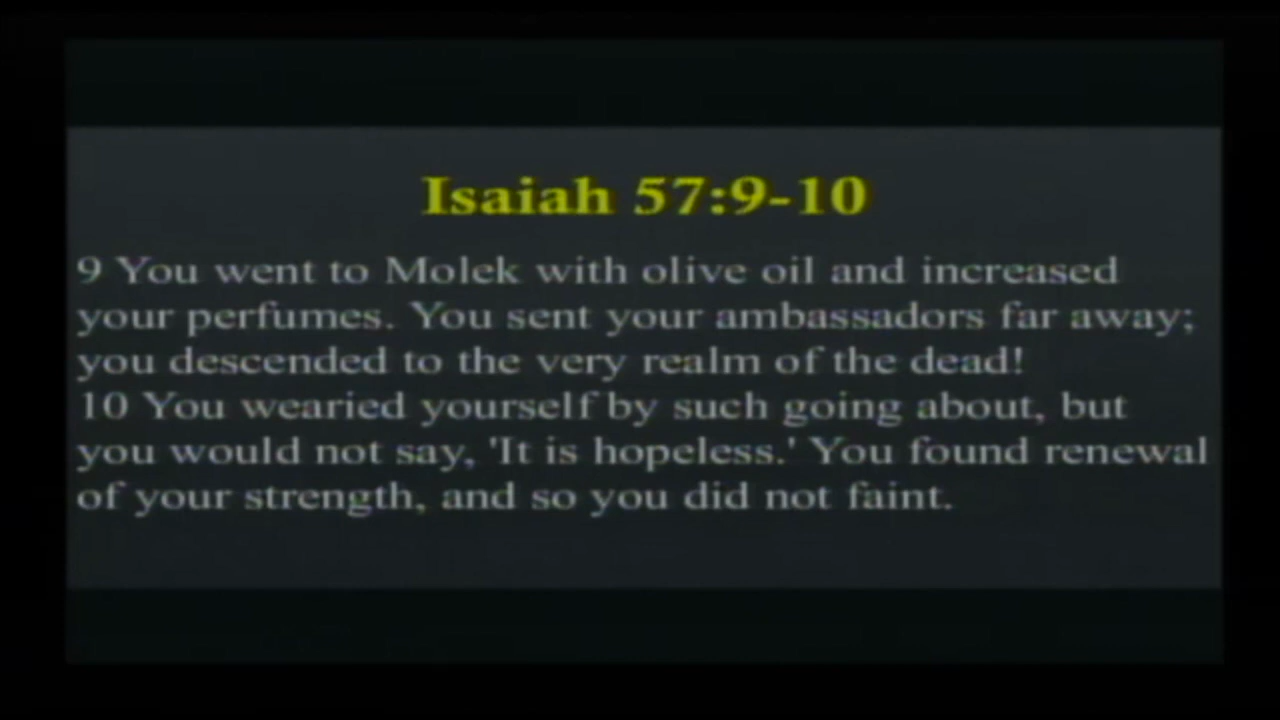 Isaiah 57:9-10
9 You went to Molek with olive oil and increased
your perfumes. You sent your ambassadors far away;
you descended to the very realm of the dead!
10 You wearied yourself by such going about, but
you would not say, 'It is hopeless.' You found renewal
of your strength, and so you did not faint.